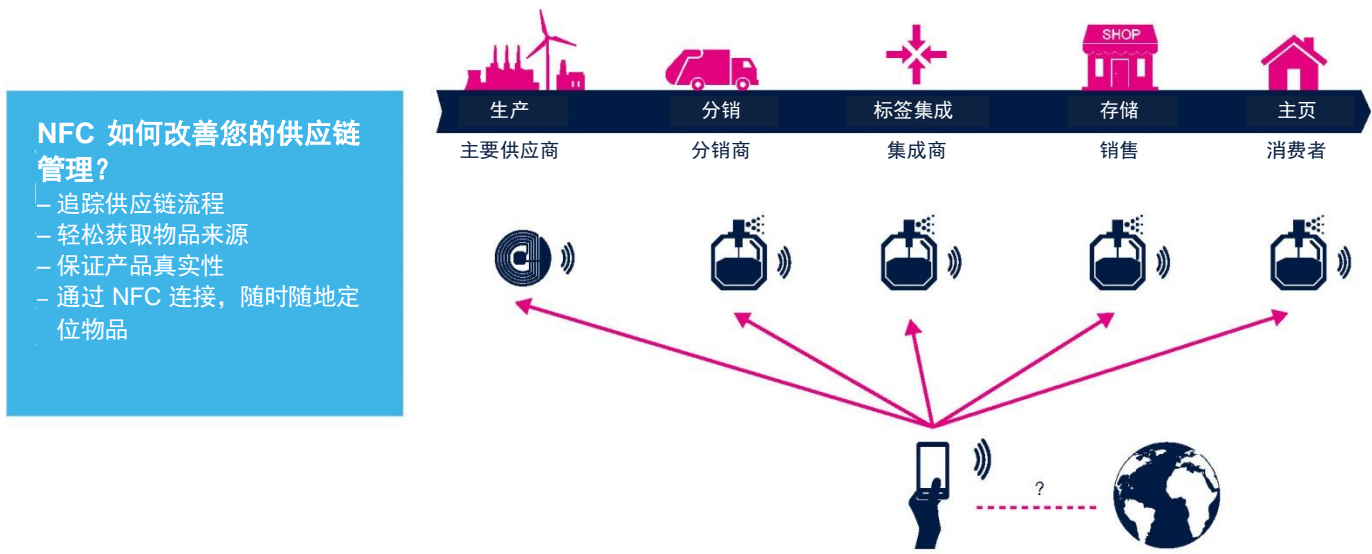 NFC 如何改善您的供应链
管理？
– 追踪供应链流程
– 轻松获取物品来源
– 保证产品真实性
– 通过 NFC 连接，随时随地定
位物品
SHOP
生产 分销 标签集成 存储 主页
主要供应商 分销商 集成商 销售 消费者
?